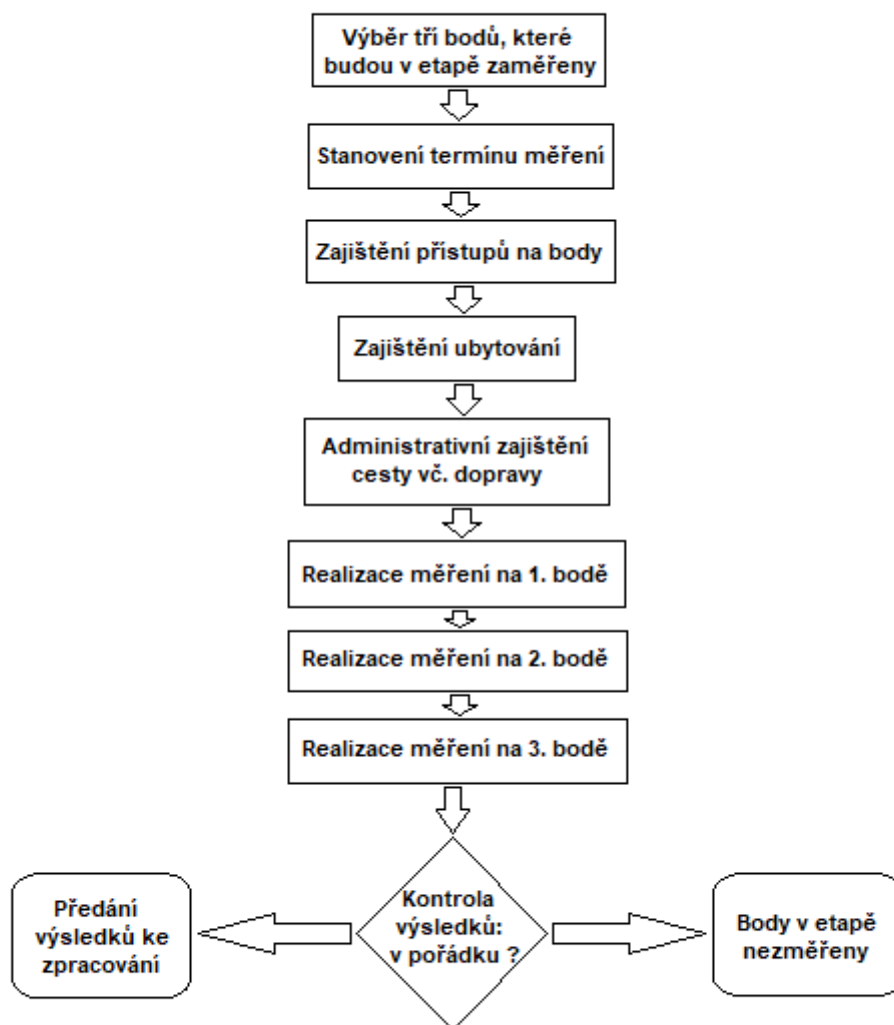 Výběr tří bodů, které
budou v etapě zaměřeny
Stanovení termínu měření
Zajištění přístupů na body
Zajištění ubytování
Administrativní zajištění
cesty vč. dopravy
Realizace měření na 1. bodě
Realizace měření na 2. bodě
Realizace měření na 3. bodě
Kontrola
výsledků:
v pořádku ?
Předání
výsledků ke
zpracování
Body v etapě
nezměřeny